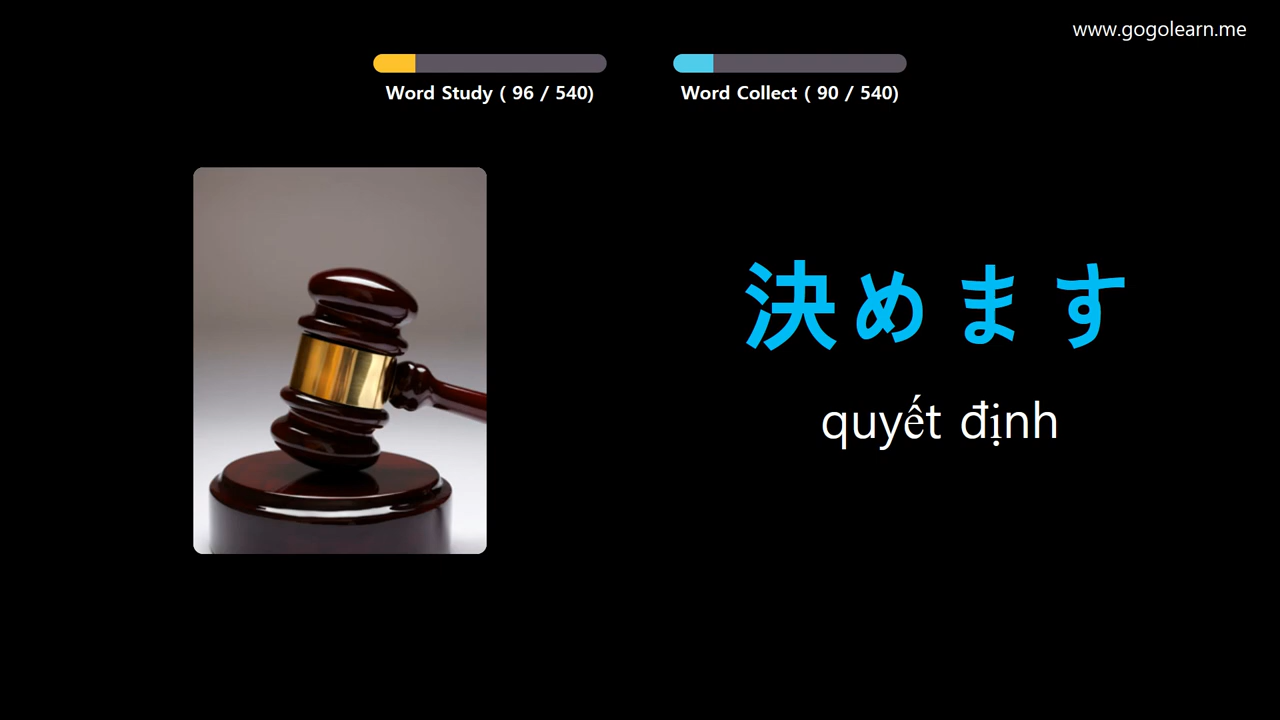 www.gogolearn.me
Word Study ( 96 / 540)
Word Collect ( 90 / 540)
決めます
quyết định